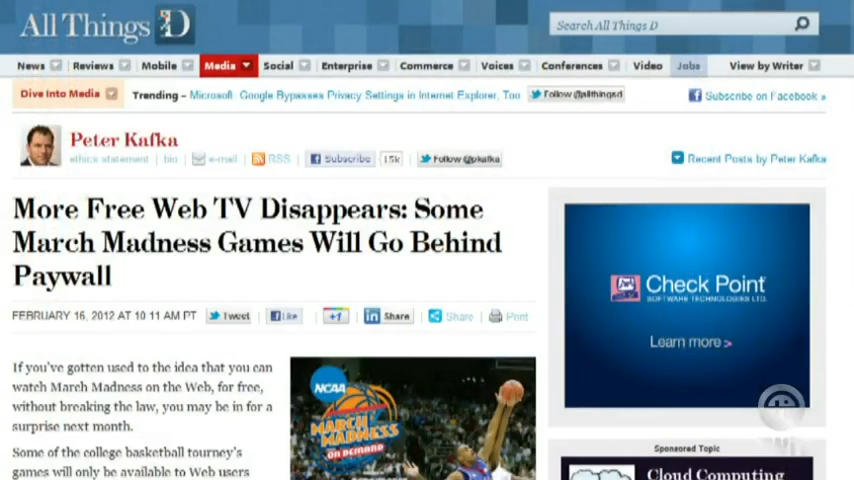 All Things D
Search All Things D
News Reviews Mobile Media Social Enterprise Commerce Voices Conferences Video Jobs View by Writer
Dive Into Media Trending – Microsoft: Google Bypasses Privacy Settings in Internet Explorer, Too Follow @allthingsd Subscribe on Facebook »
Peter Kafka
ethics statement | bio e-mail RSS Subscribe 15k Follow @pkafka Recent Posts by Peter Kafka
More Free Web TV Disappears: Some
March Madness Games Will Go Behind
Paywall
FEBRUARY 16, 2012 AT 10:11 AM PT Tweet Like +1 Share Share Print
If you've gotten used to the idea that you can
watch March Madness on the Web, for free,
without breaking the law, you may be in for a
surprise next month.
Some of the college basketball tourney's
games will only be available to Web users
NCAA
MARCH
MADNESS
ON DEMAND
Check Point
SOFTWARE TECHNOLOGIES LTD.
Learn more >
Sponsored Topic
Cloud Computing